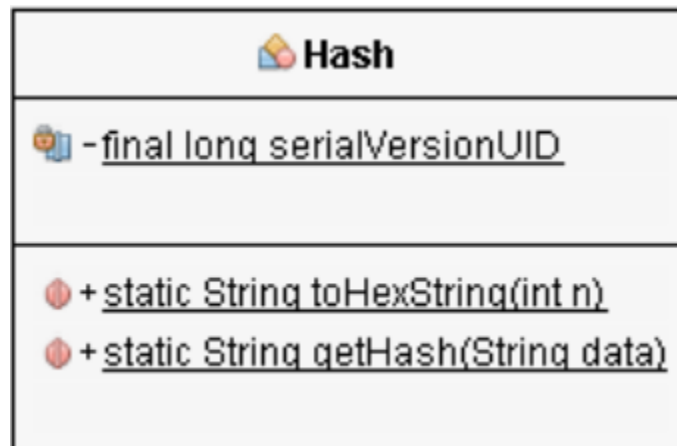 Hash
-final long serialVersionUID
+static String toHexString(int n)
+static String getHash(String data)